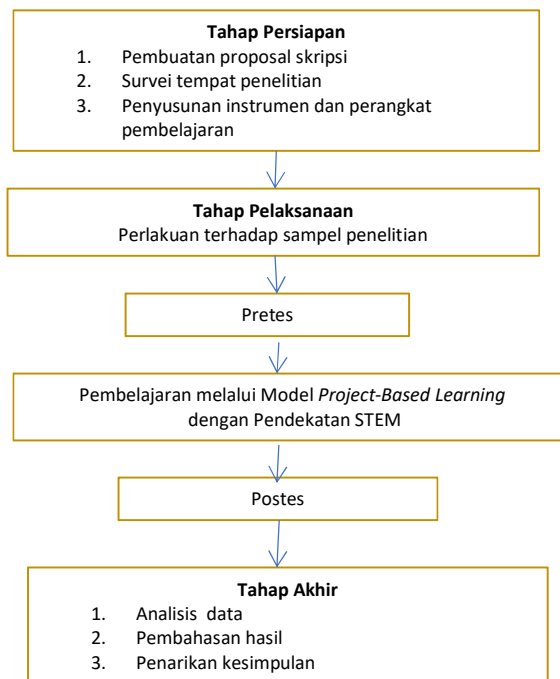 Tahap Persiapan
1. Pembuatan proposal skripsi
2. Survei tempat penelitian
3. Penyusunan instrumen dan perangkat
pembelajaran
Tahap Pelaksanaan
Perlakuan terhadap sampel penelitian
Pretes
Pembelajaran melalui Model Project-Based Learning
dengan Pendekatan STEM
Postes
Tahap Akhir
1. Analisis data
2. Pembahasan hasil
3. Penarikan kesimpulan